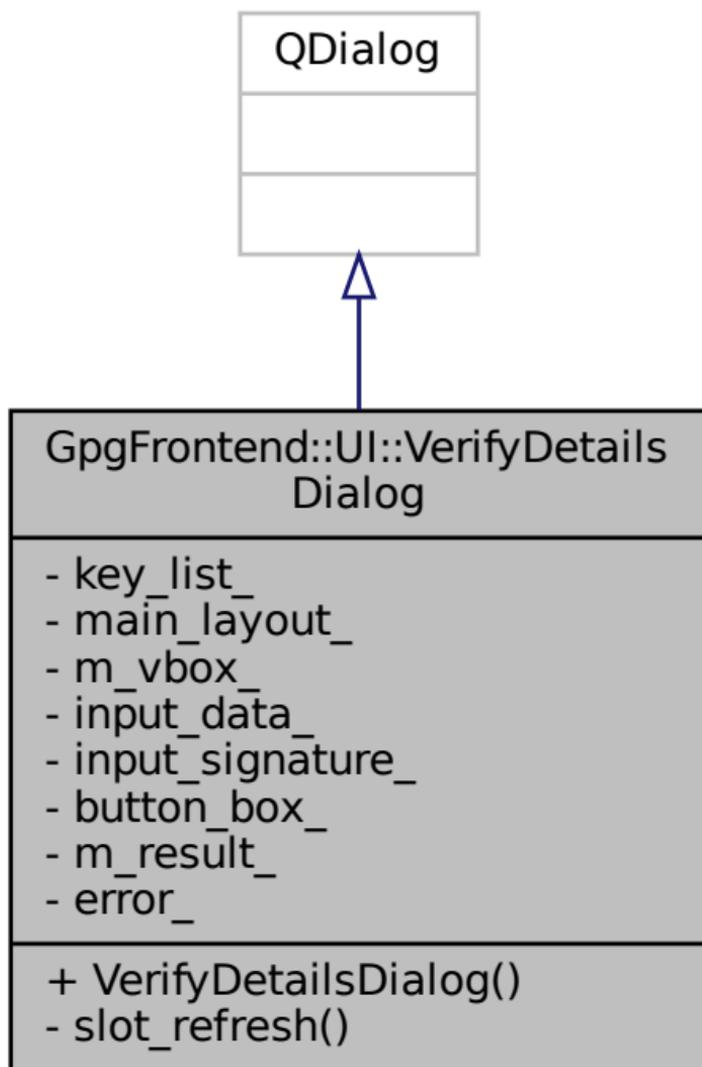 QDialog
GpgFrontend::UI::VerifyDetails
Dialog
- key_list_
- main_layout_
- m_vbox_
- input_data_
- input_signature_
- button_box_
- m_result_
- error_
+ VerifyDetailsDialog()
- slot_refresh()